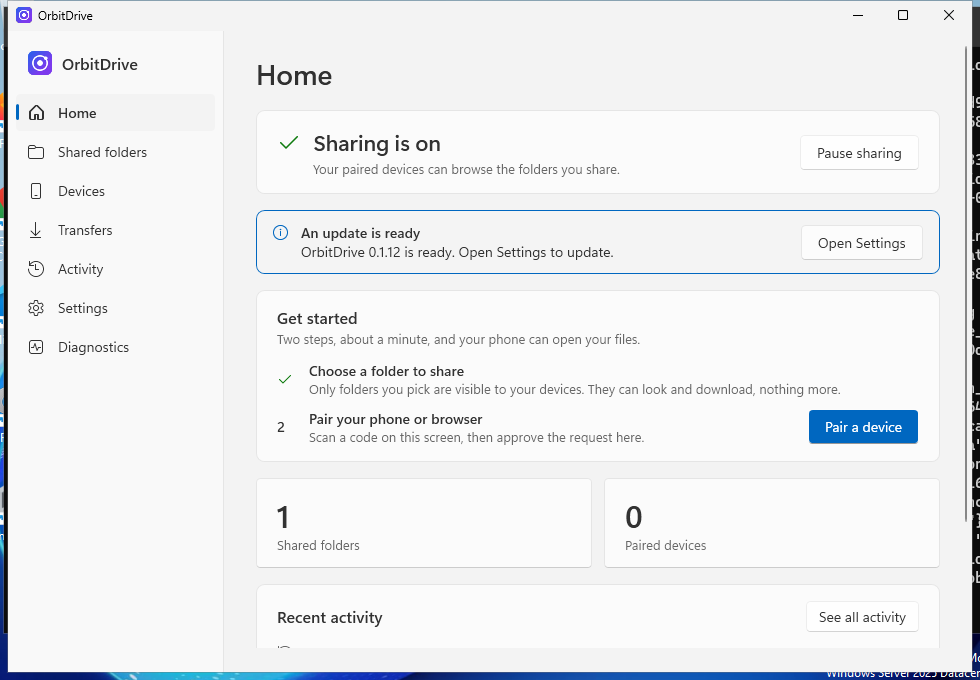 OrbitDrive
OrbitDrive
Home
Shared folders
Devices
Transfers
Activity
Settings
Diagnostics
Home
Sharing is on
Your paired devices can browse the folders you share.
Pause sharing
An update is ready
OrbitDrive 0.1.12 is ready. Open Settings to update.
Open Settings
Get started
Two steps, about a minute, and your phone can open your files.
Choose a folder to share
Only folders you pick are visible to your devices. They can look and download, nothing more.
2
Pair your phone or browser
Scan a code on this screen, then approve the request here.
Pair a device
1
Shared folders
0
Paired devices
Recent activity
See all activity
Windows Server 2025 Datacen